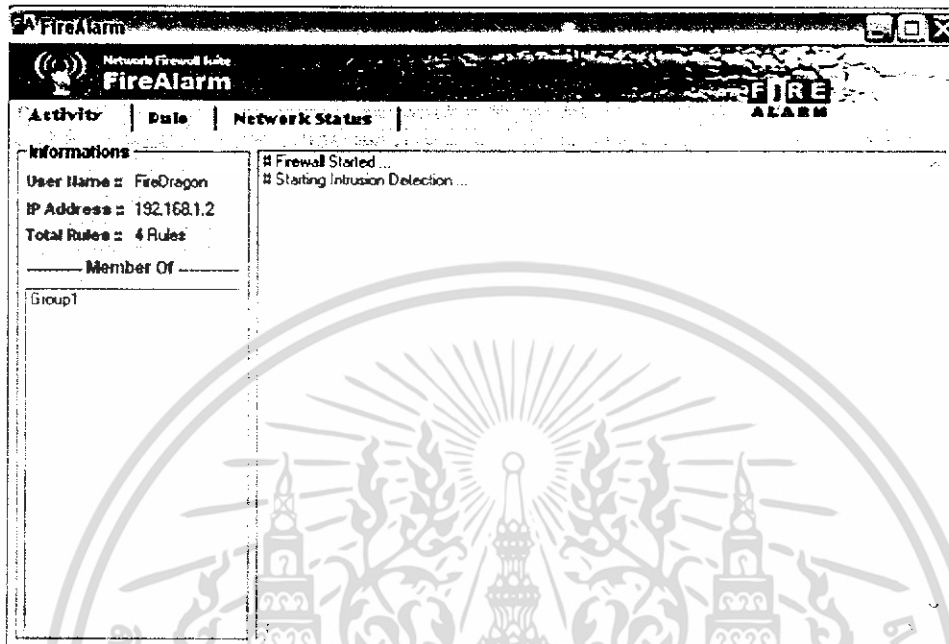 FireAlarm
Network Firewall Suite
FireAlarm
FIRE
ALARM
Activity
Rule
Network Status
Informations
User Name :: FireDragon
IP Address :: 192.168.1.2
Total Rules :: 4 Rules
Member Of
Group1
# Firewall Started ...
# Starting Intrusion Detection ...